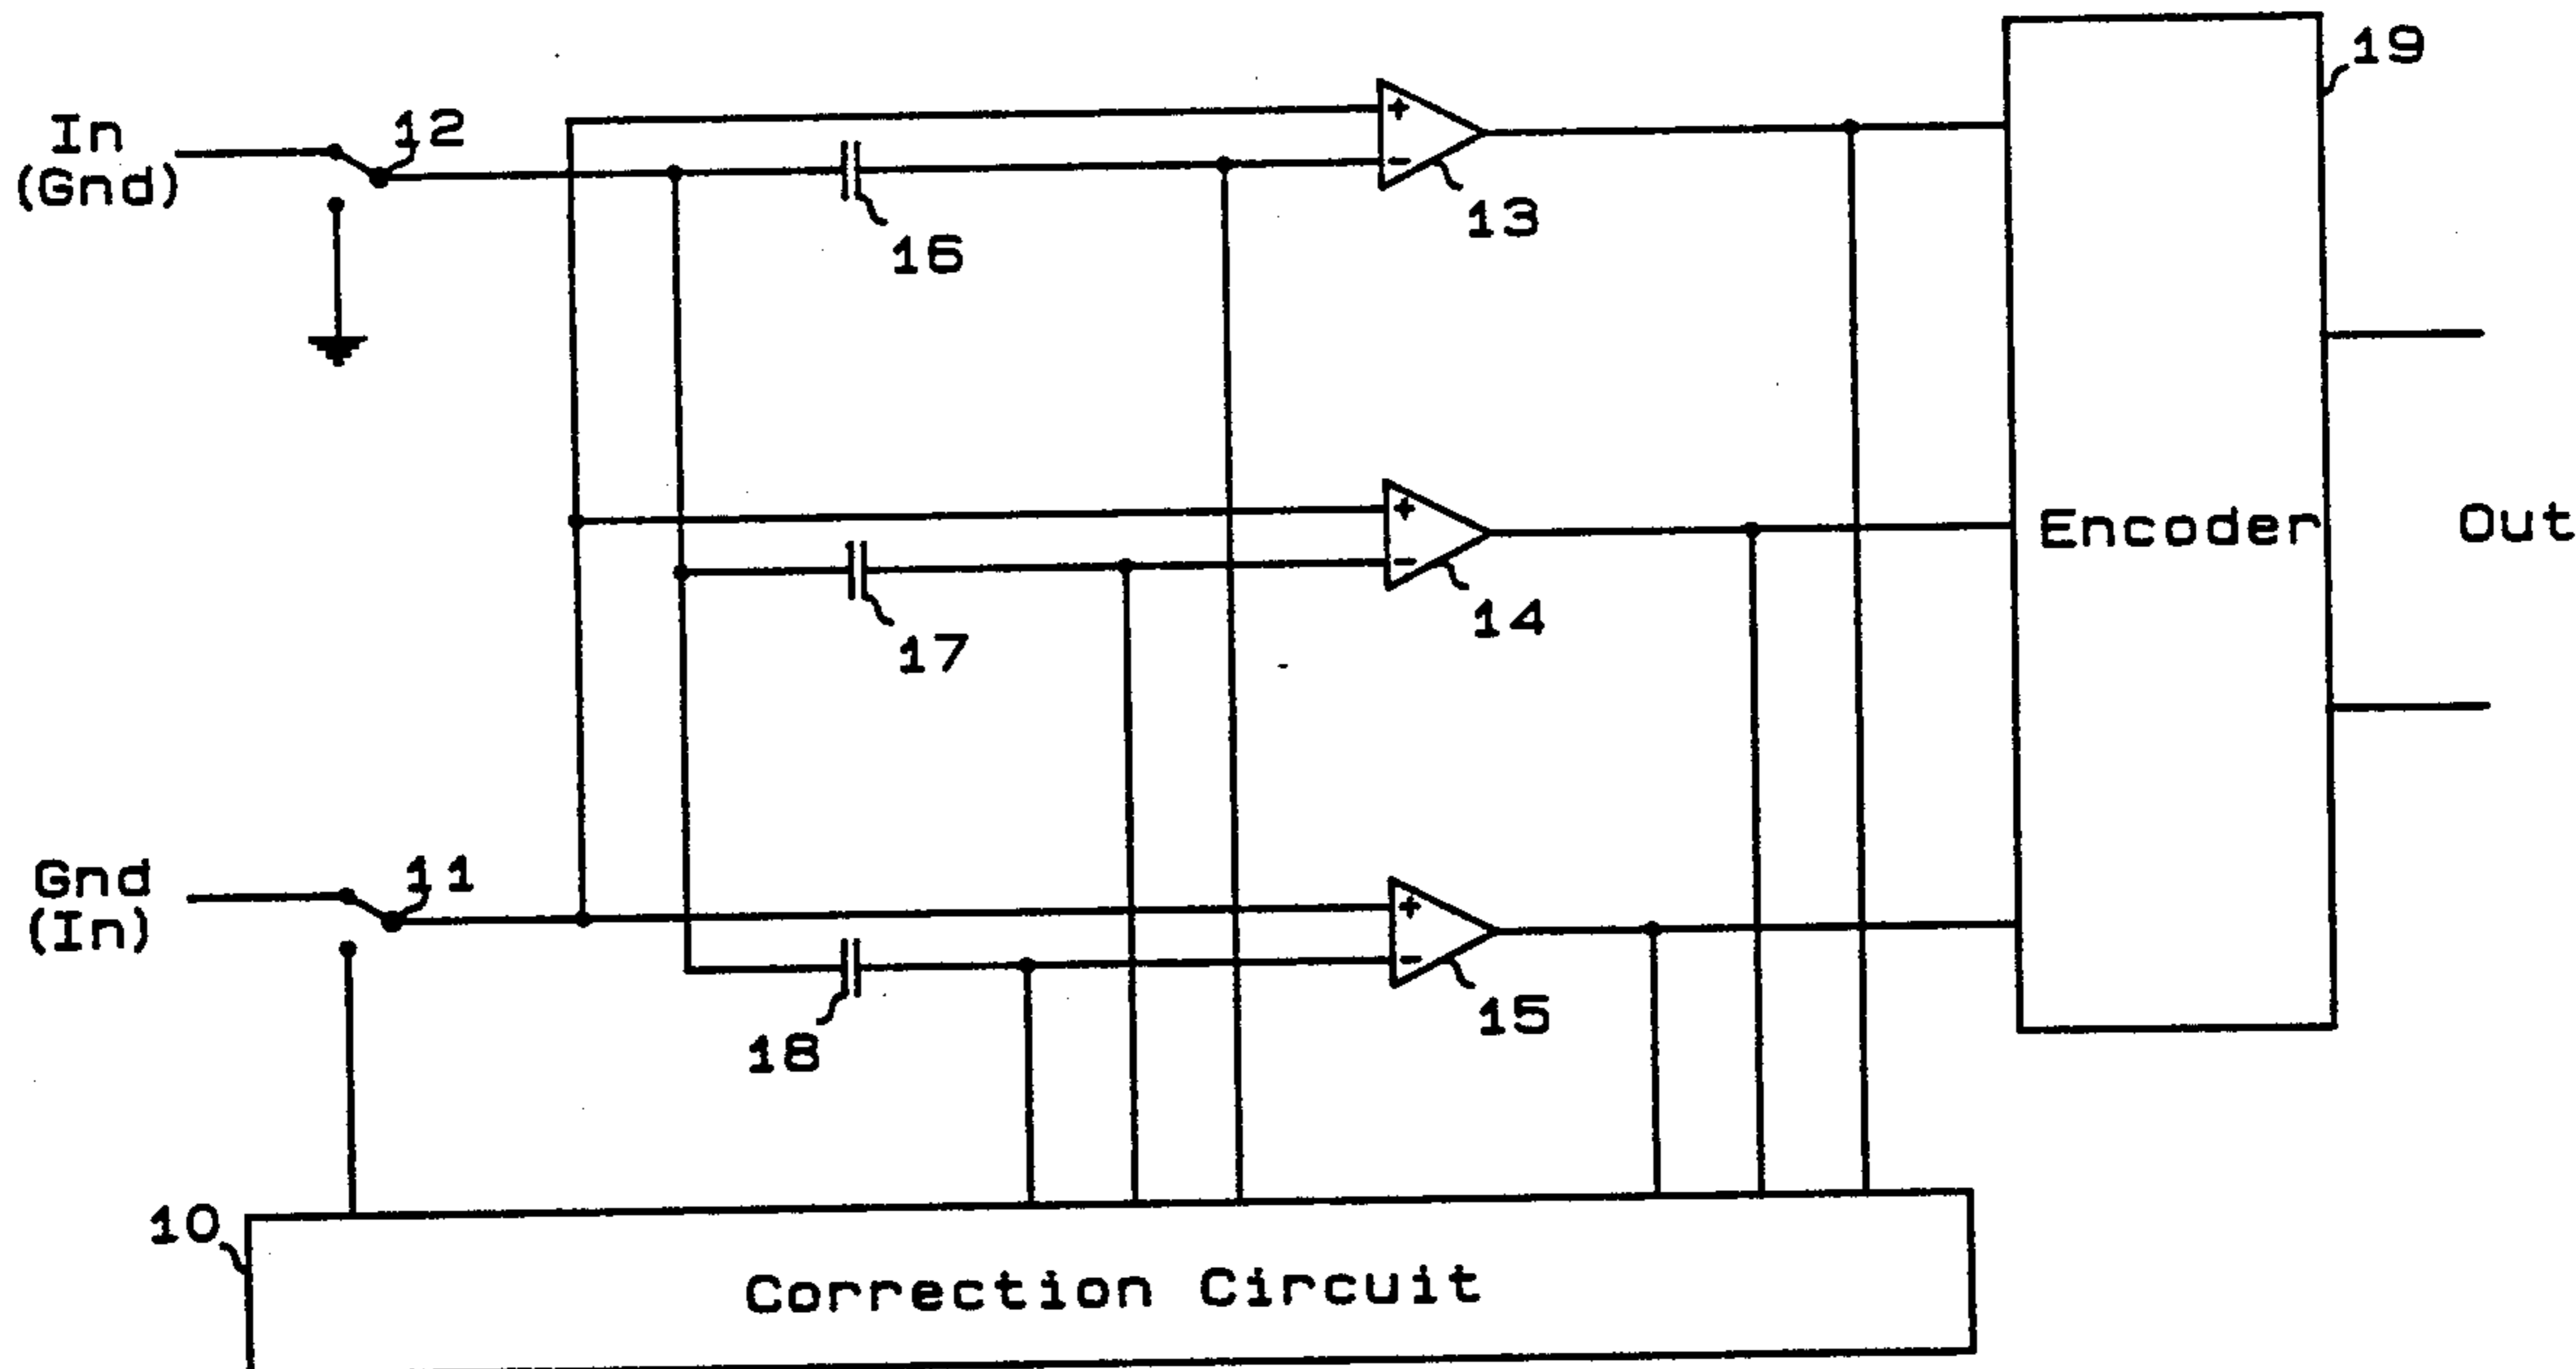 In
(Gnd)
12
16
+
-
13
19
17
+
-
14
Encoder
Out
Gnd
(In)
11
18
+
-
15
10
Correction Circuit